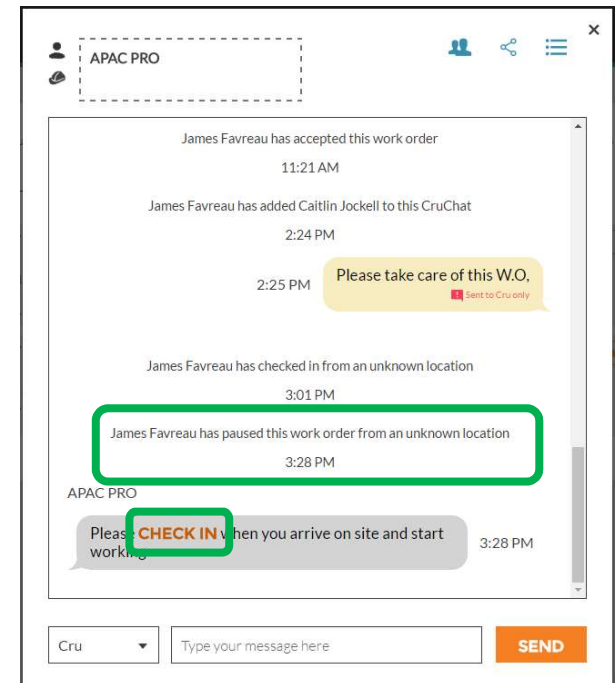 APAC PRO
James Favreau has accepted this work order
11:21 AM
James Favreau has added Caitlin Jockell to this CruChat
2:24 PM
2:25 PM
Please take care of this W.O,
Sent to Cru only
James Favreau has checked in from an unknown location
3:01 PM
James Favreau has paused this work order from an unknown location
3:28 PM
APAC PRO
Please CHECK IN when you arrive on site and start
working
3:28 PM
Cru
Type your message here
SEND